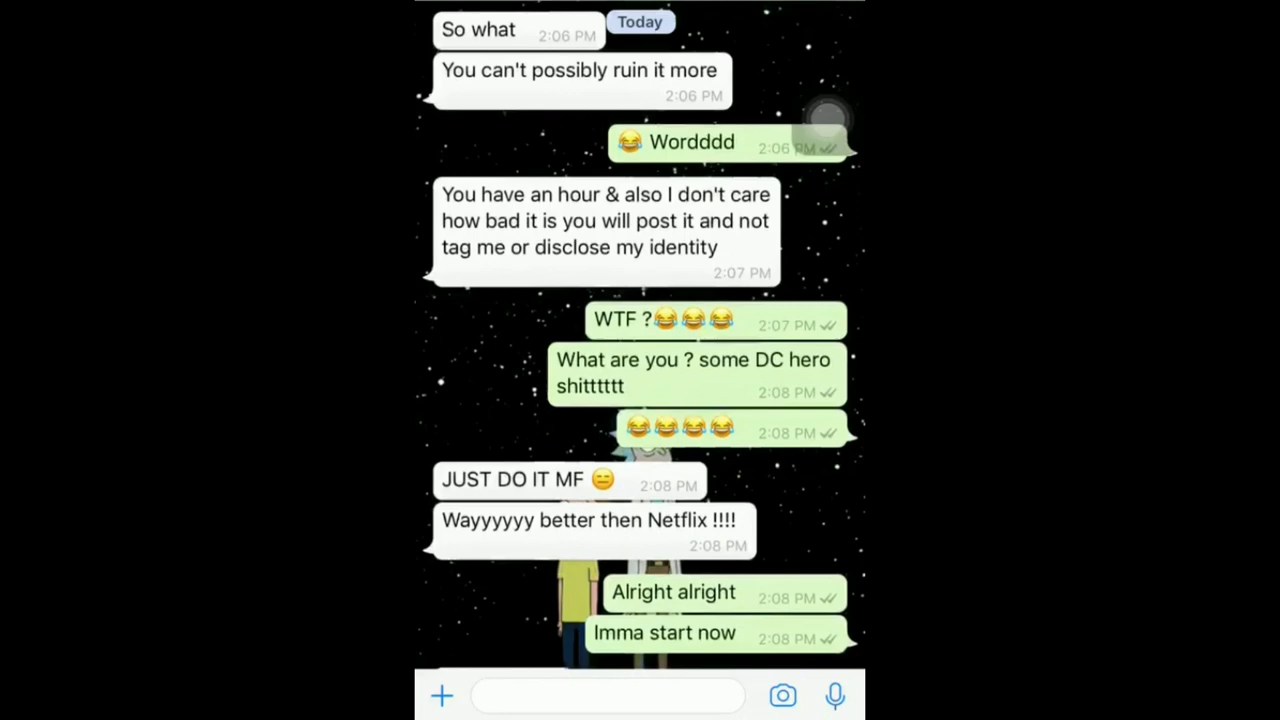 Today
So what 2:06 PM
You can't possibly ruin it more
2:06 PM
😂 Wordddd 2:06 PM
You have an hour & also I don't care
how bad it is you will post it and not
tag me or disclose my identity
2:07 PM
WTF ?😂😂😂 2:07 PM
What are you ? some DC hero
shitttttt 2:08 PM
😂😂😂😂 2:08 PM
JUST DO IT MF 😑 2:08 PM
Wayyyyyy better then Netflix !!!!
2:08 PM
Alright alright 2:08 PM
Imma start now 2:08 PM